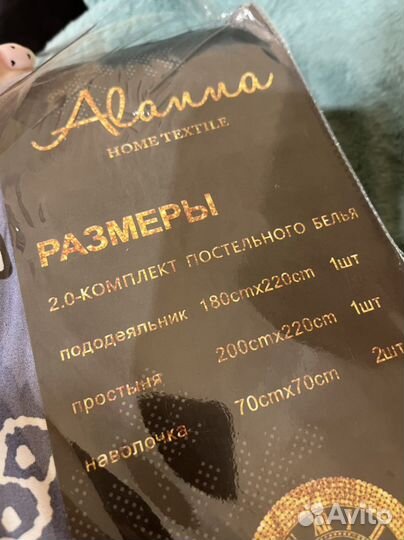 Alanna
HOME TEXTILE
РАЗМЕРЫ
2.0-КОМПЛЕКТ ПОСТЕЛЬНОГО БЕЛЬЯ
пододеяльник 180cmx220cm 1шт
простыня 200cmx220cm 1шт
наволочка 70cmx70cm 2шт
Avito